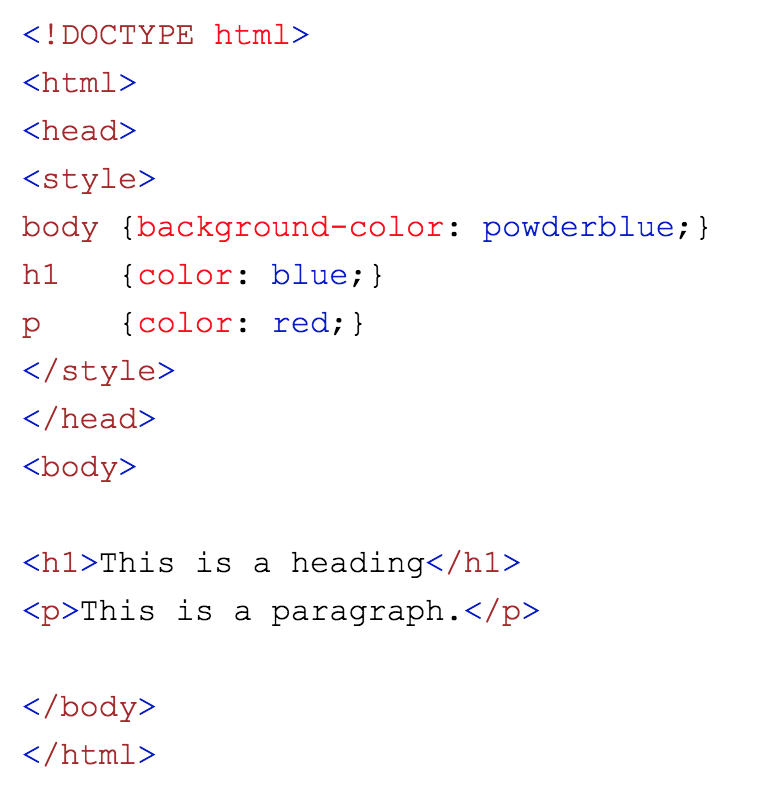 <!DOCTYPE html>
<html>
<head>
<style>
body {background-color: powderblue;}
h1   {color: blue;}
p    {color: red;}
</style>
</head>
<body>

<h1>This is a heading</h1>
<p>This is a paragraph.</p>

</body>
</html>